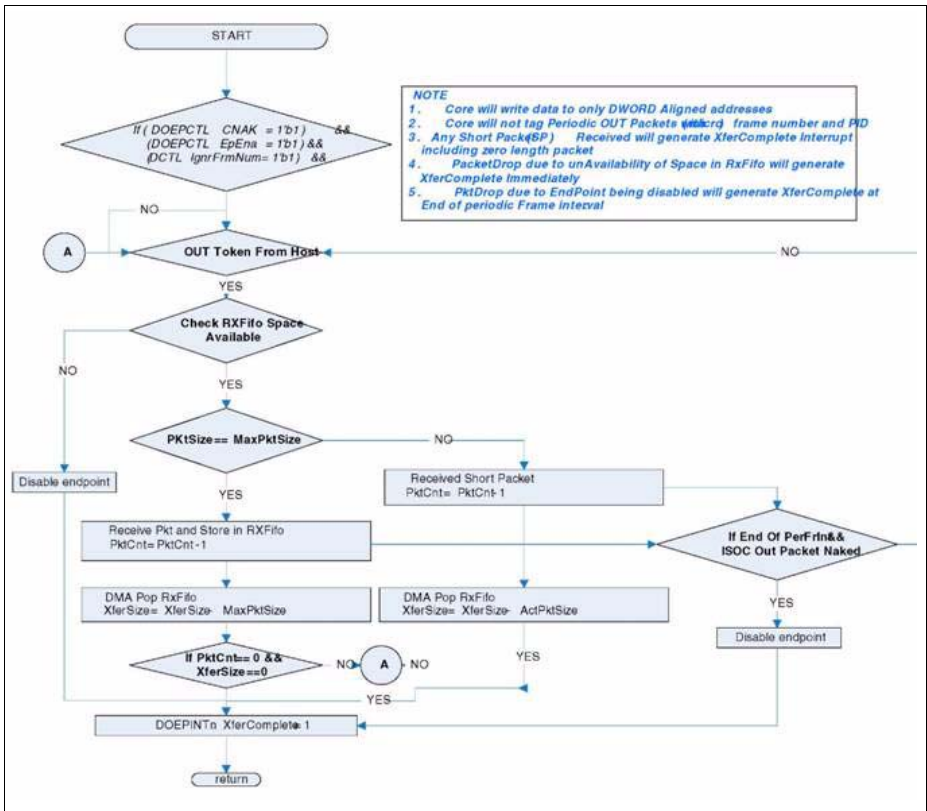 START
If ( DOEPCTL CNAK = 1'b1 ) &&
(DOEPCTL EpEna = 1'b1 ) &&
(DCTL IgnrFrmNum= 1'b1 ) &&
NOTE
1. Core will write data to only DWORD Aligned addresses
2. Core will not tag Periodic OUT Packets frame number and PID
3. Any Short Packet(SP) Received will generate XferComplete Interrupt
including zero length packet
4. PacketDrop due to unAvailability of Space in RxFifo will generate
XferComplete Immediately
5. PktDrop due to EndPoint being disabled will generate XferComplete at
End of periodic Frame interval
NO
A
OUT Token From Host
NO
YES
Check RXFifo Space
Available
NO
YES
PKtSize== MaxPktSize
NO
Disable endpoint
YES
Received Short Packet
PktCnt= PktCnt-1
Receive Pkt and Store in RXFifo
PktCnt=PktCnt-1
If End Of PerFrIn&&
ISOC Out Packet Naked
DMA Pop RxFifo
XferSize= XferSize- MaxPktSize
DMA Pop RxFifo
XferSize= XferSize- ActPktSize
YES
Disable endpoint
If PktCnt== 0 &&
XferSize==0
NO
A
NO
YES
YES
DOEPINTn XferComplete=1
return